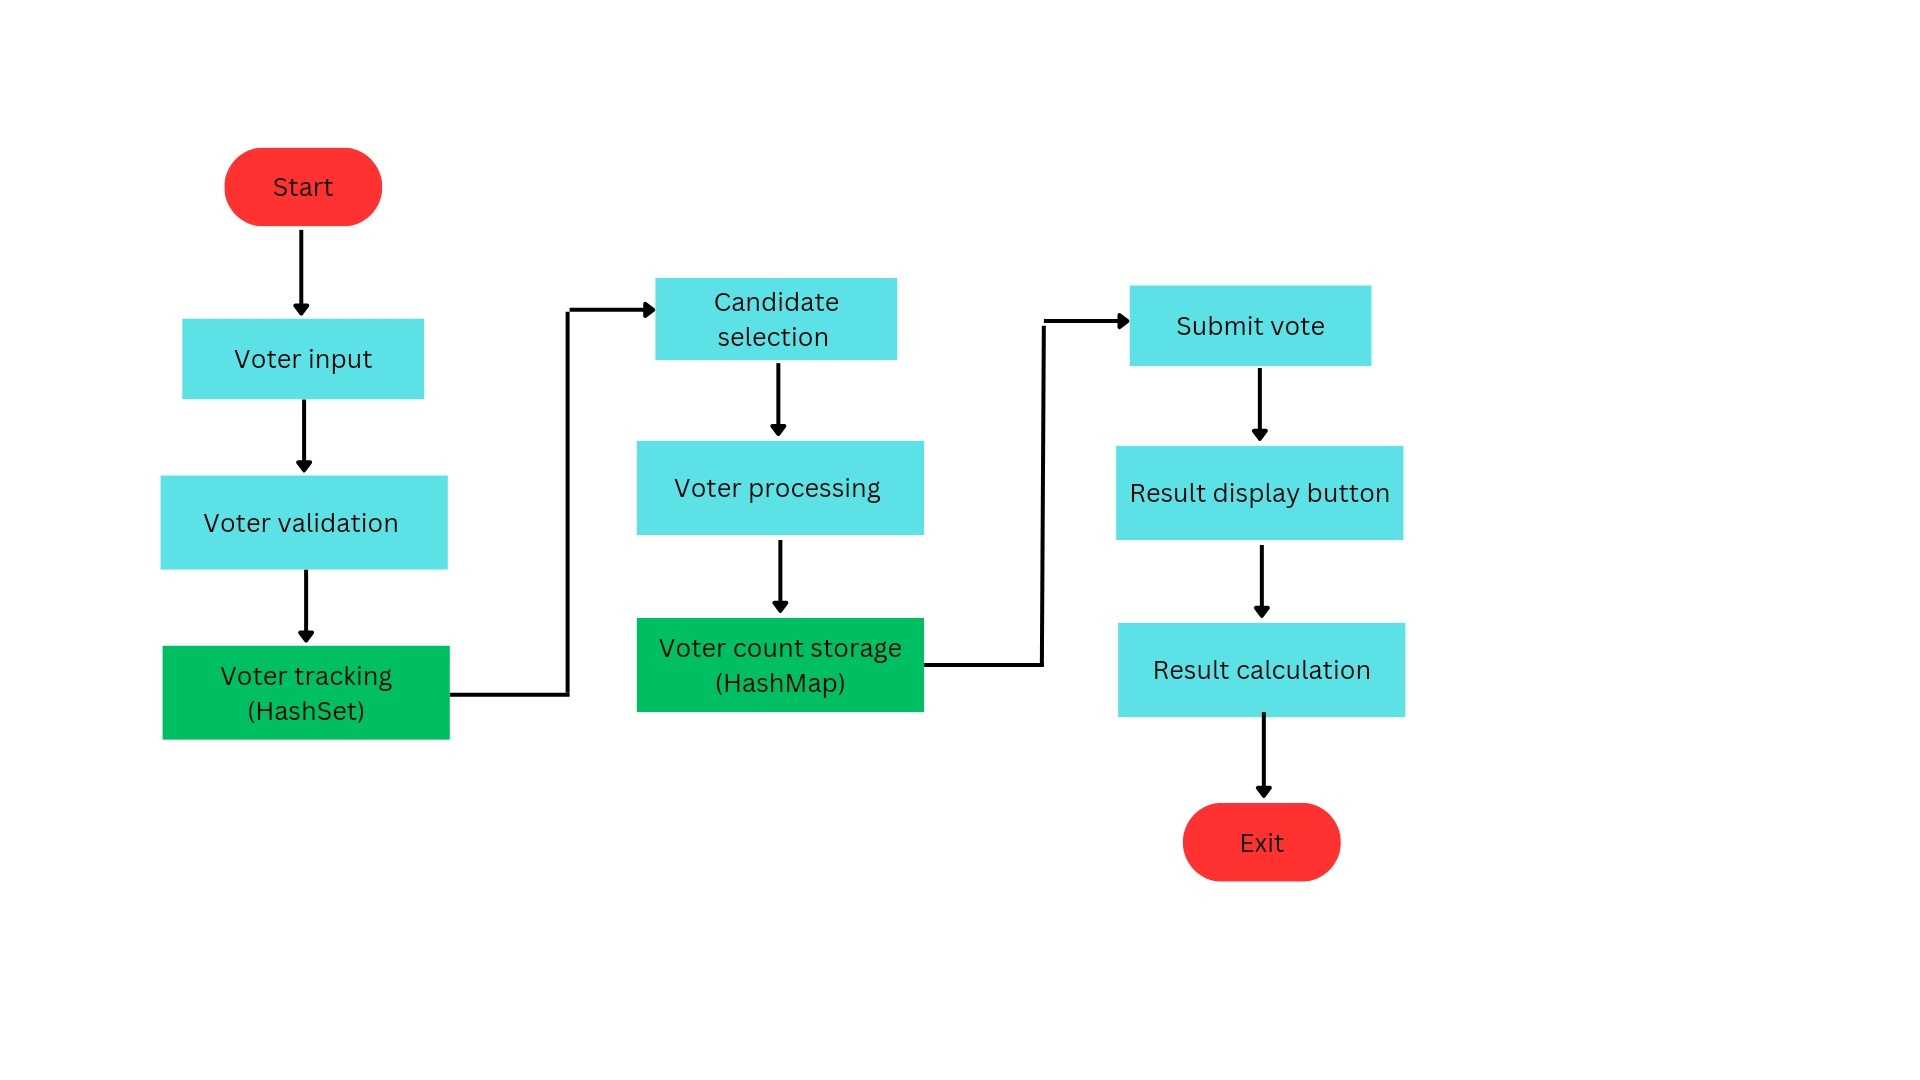 Start
Voter input
Voter validation
Voter tracking
(HashSet)
Candidate
selection
Voter processing
Voter count storage
(HashMap)
Submit vote
Result display button
Result calculation
Exit